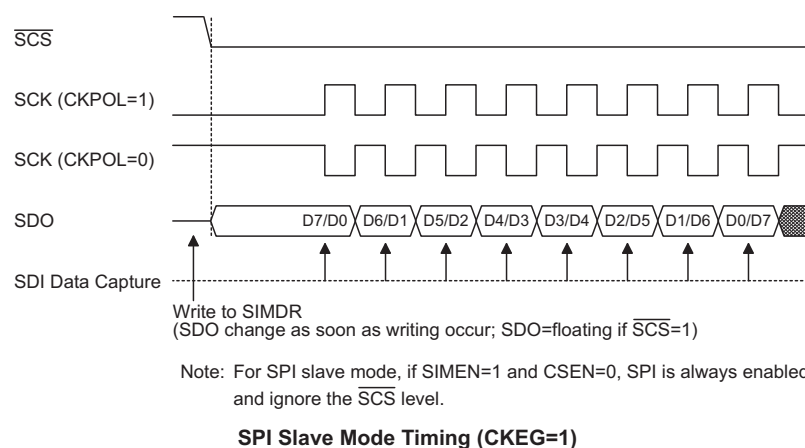 SCS
SCK (CKPOL=1)
SCK (CKPOL=0)
SDO
D7/D0 D6/D1 D5/D2 D4/D3 D3/D4 D2/D5 D1/D6 D0/D7
SDI Data Capture
Write to SIMDR
(SDO change as soon as writing occur; SDO=floating if SCS=1)
Note: For SPI slave mode, if SIMEN=1 and CSEN=0, SPI is always enabled
and ignore the SCS level.
SPI Slave Mode Timing (CKEG=1)